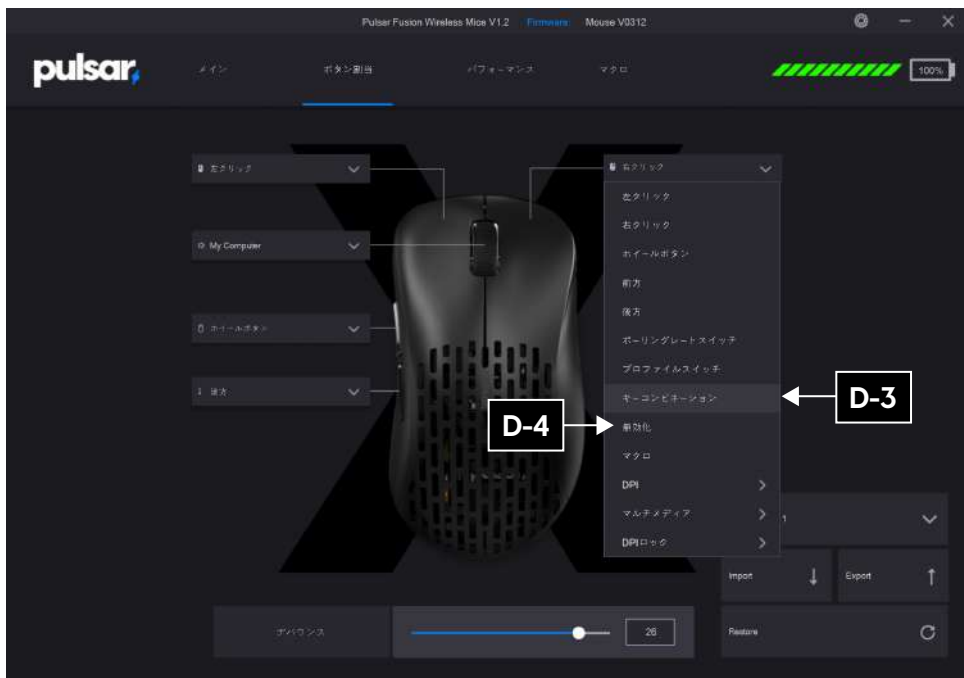 Pulsar Fusion Wireless Mice V1.2 Firmware: Mouse V0312
pulsar
メイン ボタン割当 パフォーマンス マクロ 100%
左クリック
右クリック
左クリック
右クリック
My Computer
ホイールボタン
前方
後方
ホイールボタン
ポーリングレートスイッチ
プロファイルスイッチ
後方
キーコンビネーション
D-3
D-4
無効化
マクロ
DPI
マルチメディア
1
DPIロック
Import
Export
デバウンス
26
Restore